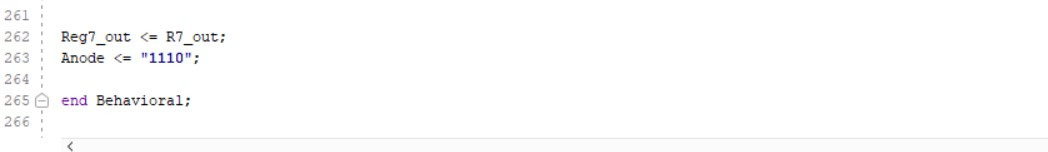 261
262 Reg7_out <= R7_out;
263 Anode <= "1110";
264
265 end Behavioral;
266